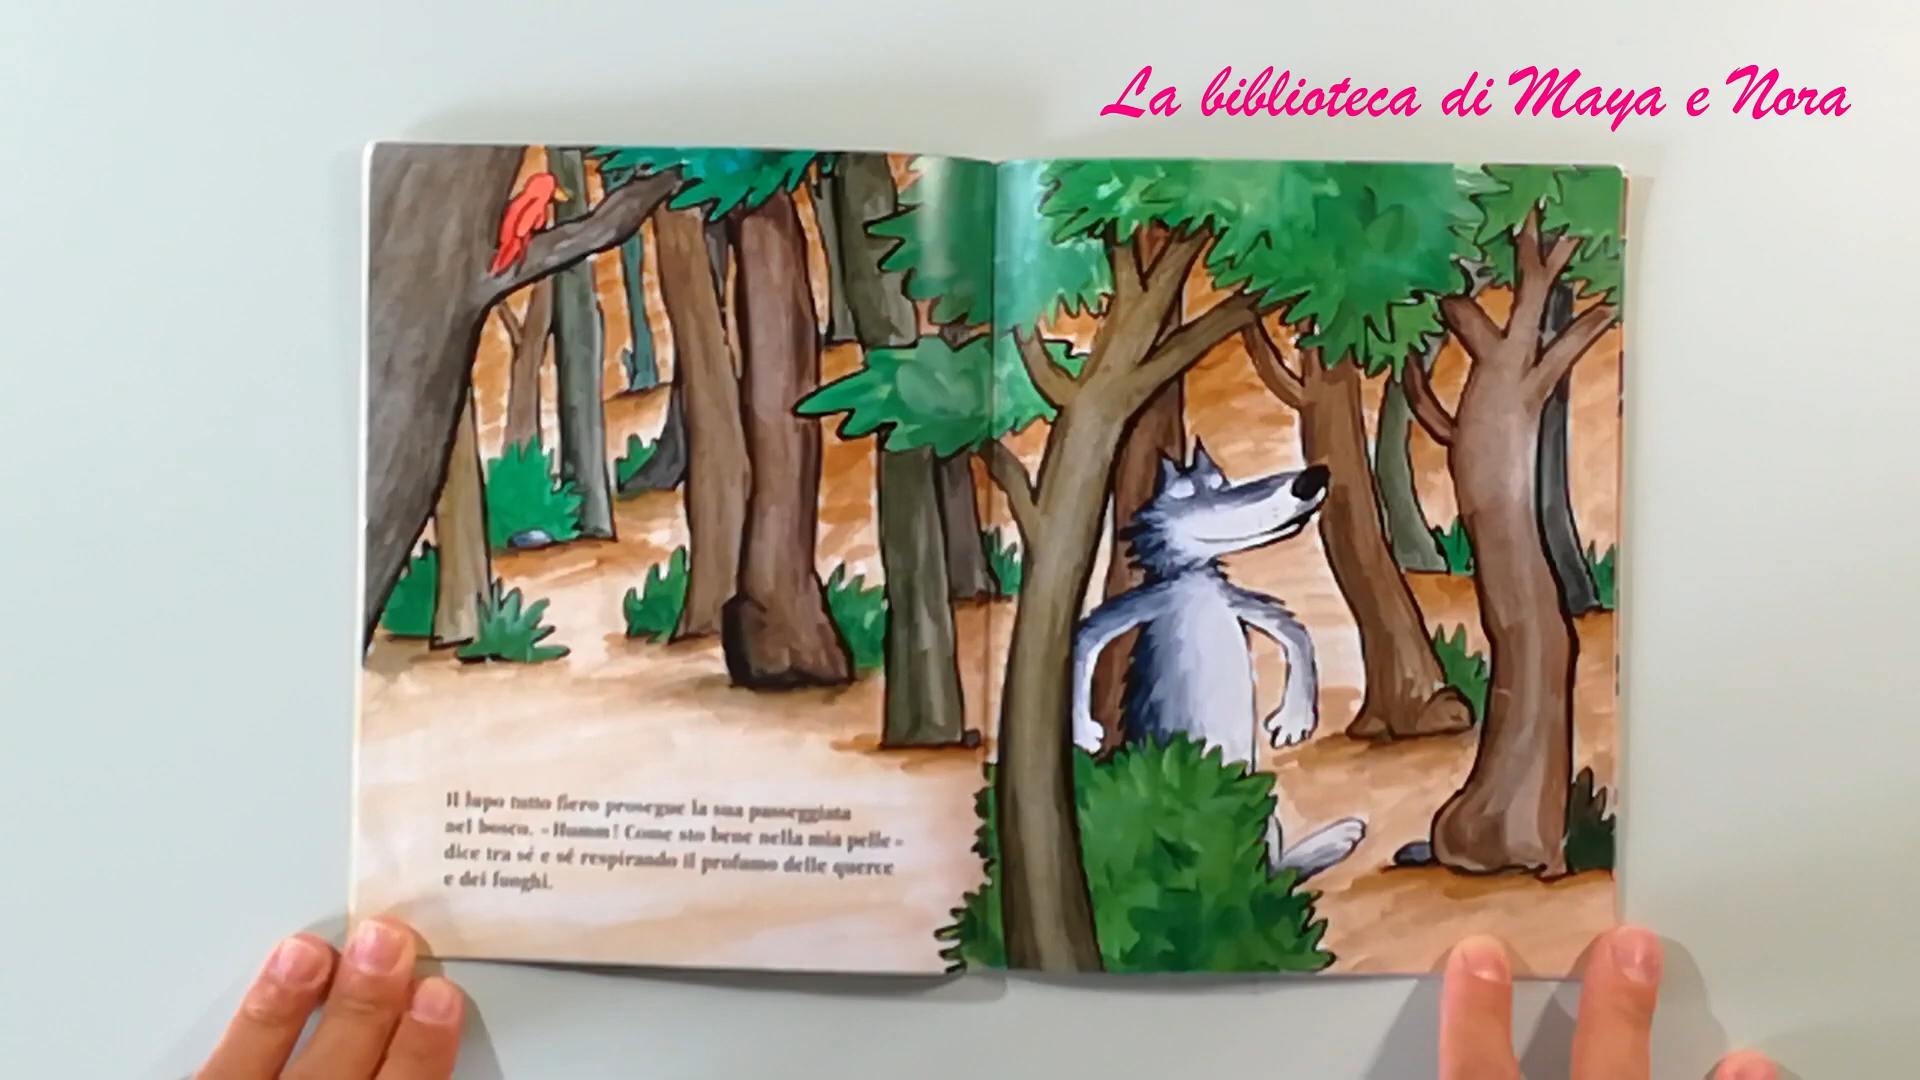 La biblioteca di Maya e Nora
Il lupo tutto fiero prosegue la sua passeggiata
nel bosco. «Humm! Come sto bene nella mia pelle»
dice tra sé e sé respirando il profumo delle querce
e dei funghi.